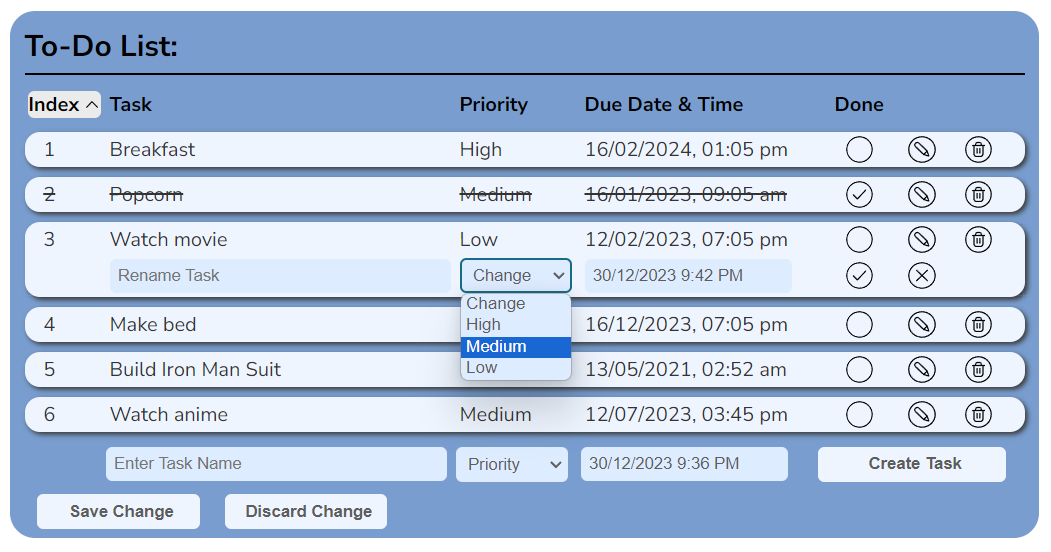 To-Do List:
Index Task Priority Due Date & Time Done
1 Breakfast High 16/02/2024, 01:05 pm
2 Popcorn Medium 16/01/2023, 09:05 am
3 Watch movie Low 12/02/2023, 07:05 pm
Rename Task Change 30/12/2023 9:42 PM
Change
High
Medium
Low
4 Make bed 16/12/2023, 07:05 pm
5 Build Iron Man Suit 13/05/2021, 02:52 am
6 Watch anime Medium 12/07/2023, 03:45 pm
Enter Task Name Priority 30/12/2023 9:36 PM Create Task
Save Change Discard Change